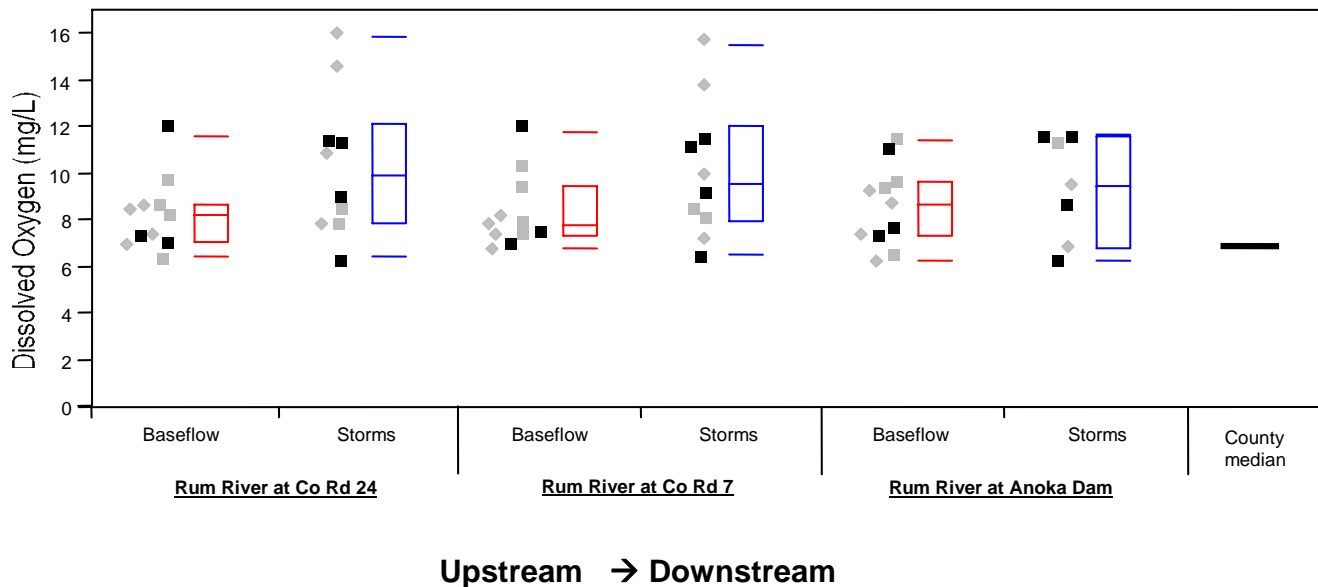 Dissolved Oxygen (mg/L)
16
14
12
10
8
6
4
2
0
Baseflow Storms Baseflow Storms Baseflow Storms County
median
Rum River at Co Rd 24 Rum River at Co Rd 7 Rum River at Anoka Dam
Upstream → Downstream